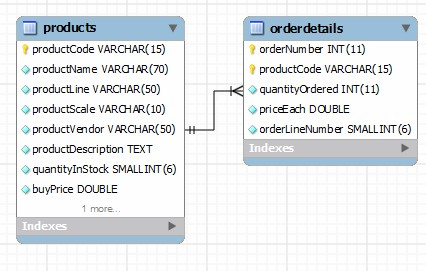 products
productCode VARCHAR(15)
productName VARCHAR(70)
productLine VARCHAR(50)
productScale VARCHAR(10)
productVendor VARCHAR(50)
productDescription TEXT
quantityInStock SMALLINT(6)
buyPrice DOUBLE
1 more...
Indexes
orderdetails
orderNumber INT(11)
productCode VARCHAR(15)
quantityOrdered INT(11)
priceEach DOUBLE
orderLineNumber SMALLINT(6)
Indexes